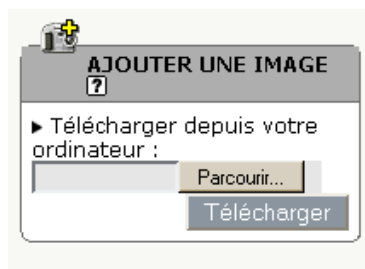 AJOUTER UNE IMAGE
?
► Télécharger depuis votre
ordinateur :
Parcourir...
Télécharger